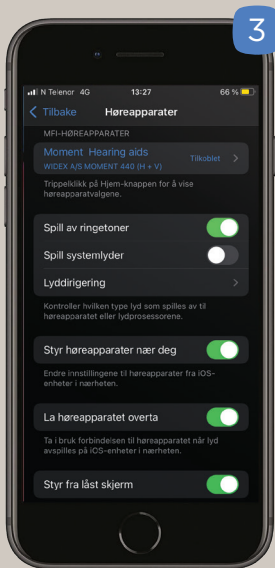 3
N Telenor 4G 13:27 66 %
Tilbake Høreapparater
MFI-HØREAPPARATER
Moment Hearing aids
WIDEX A/S MOMENT 440 (H + V)
Tilkoblet
Trippelklikk på Hjem-knappen for å vise
høreapparatvalgene.
Spill av ringetoner
Spill systemlyder
Lyddirigering
Kontroller hvilken type lyd som spilles av til
høreapparatet eller lydprosessorene.
Styr høreapparater nær deg
Endre innstillingene til høreapparater fra iOS-
enheter i nærheten.
La høreapparatet overta
Ta i bruk forbindelsen til høreapparatet når lyd
avspilles på iOS-enheter i nærheten.
Styr fra låst skjerm